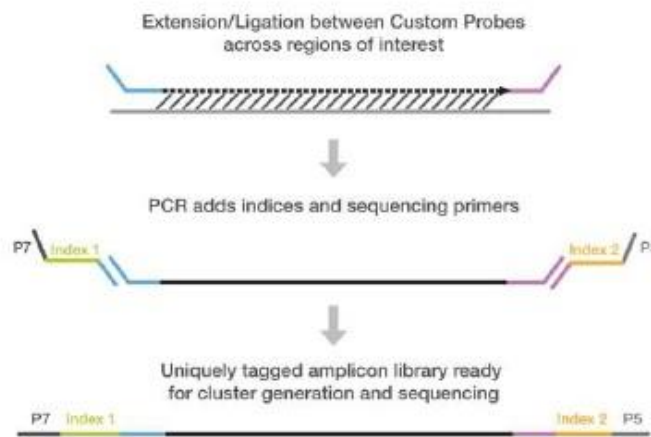 Extension/Ligation between Custom Probes
across regions of interest
PCR adds indices and sequencing primers
P7 Index 1 Index 2 P
Uniquely tagged amplicon library ready
for cluster generation and sequencing
P7 Index 1 Index 2 P5